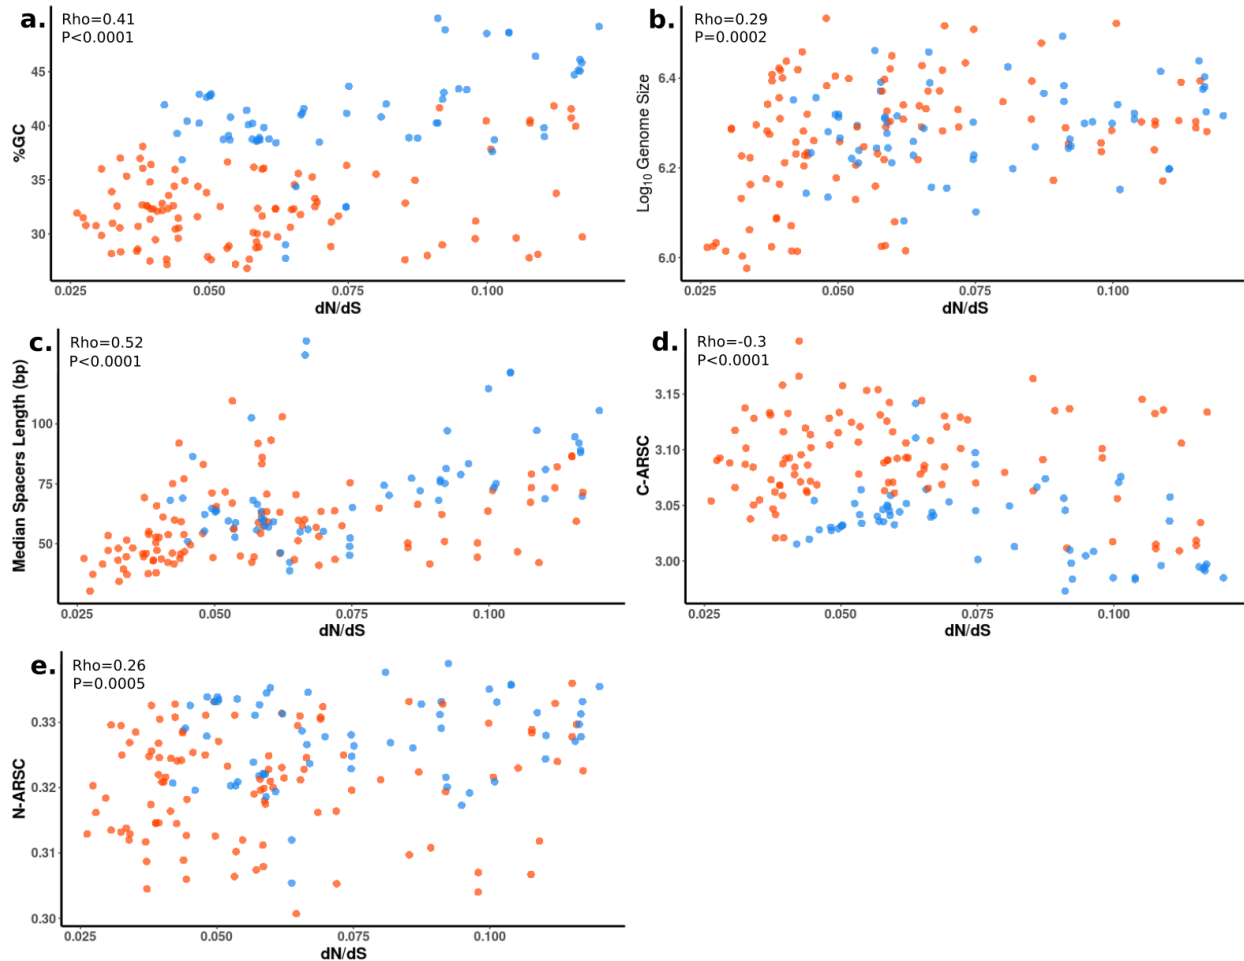 a.
Rho=0.41
P<0.0001
45
40
35
30
%GC
0.025 0.050 0.075 0.100
dN/dS
b.
Rho=0.29
P=0.0002
6.4
6.2
6.0
Log10 Genome Size
0.025 0.050 0.075 0.100
dN/dS
c.
Rho=0.52
P<0.0001
100
75
50
Median Spacers Length (bp)
0.025 0.050 0.075 0.100
dN/dS
d.
Rho=-0.3
P<0.0001
3.15
3.10
3.05
3.00
C-ARSC
0.025 0.050 0.075 0.100
dN/dS
e.
Rho=0.26
P=0.0005
0.33
0.32
0.31
0.30
N-ARSC
0.025 0.050 0.075 0.100
dN/dS